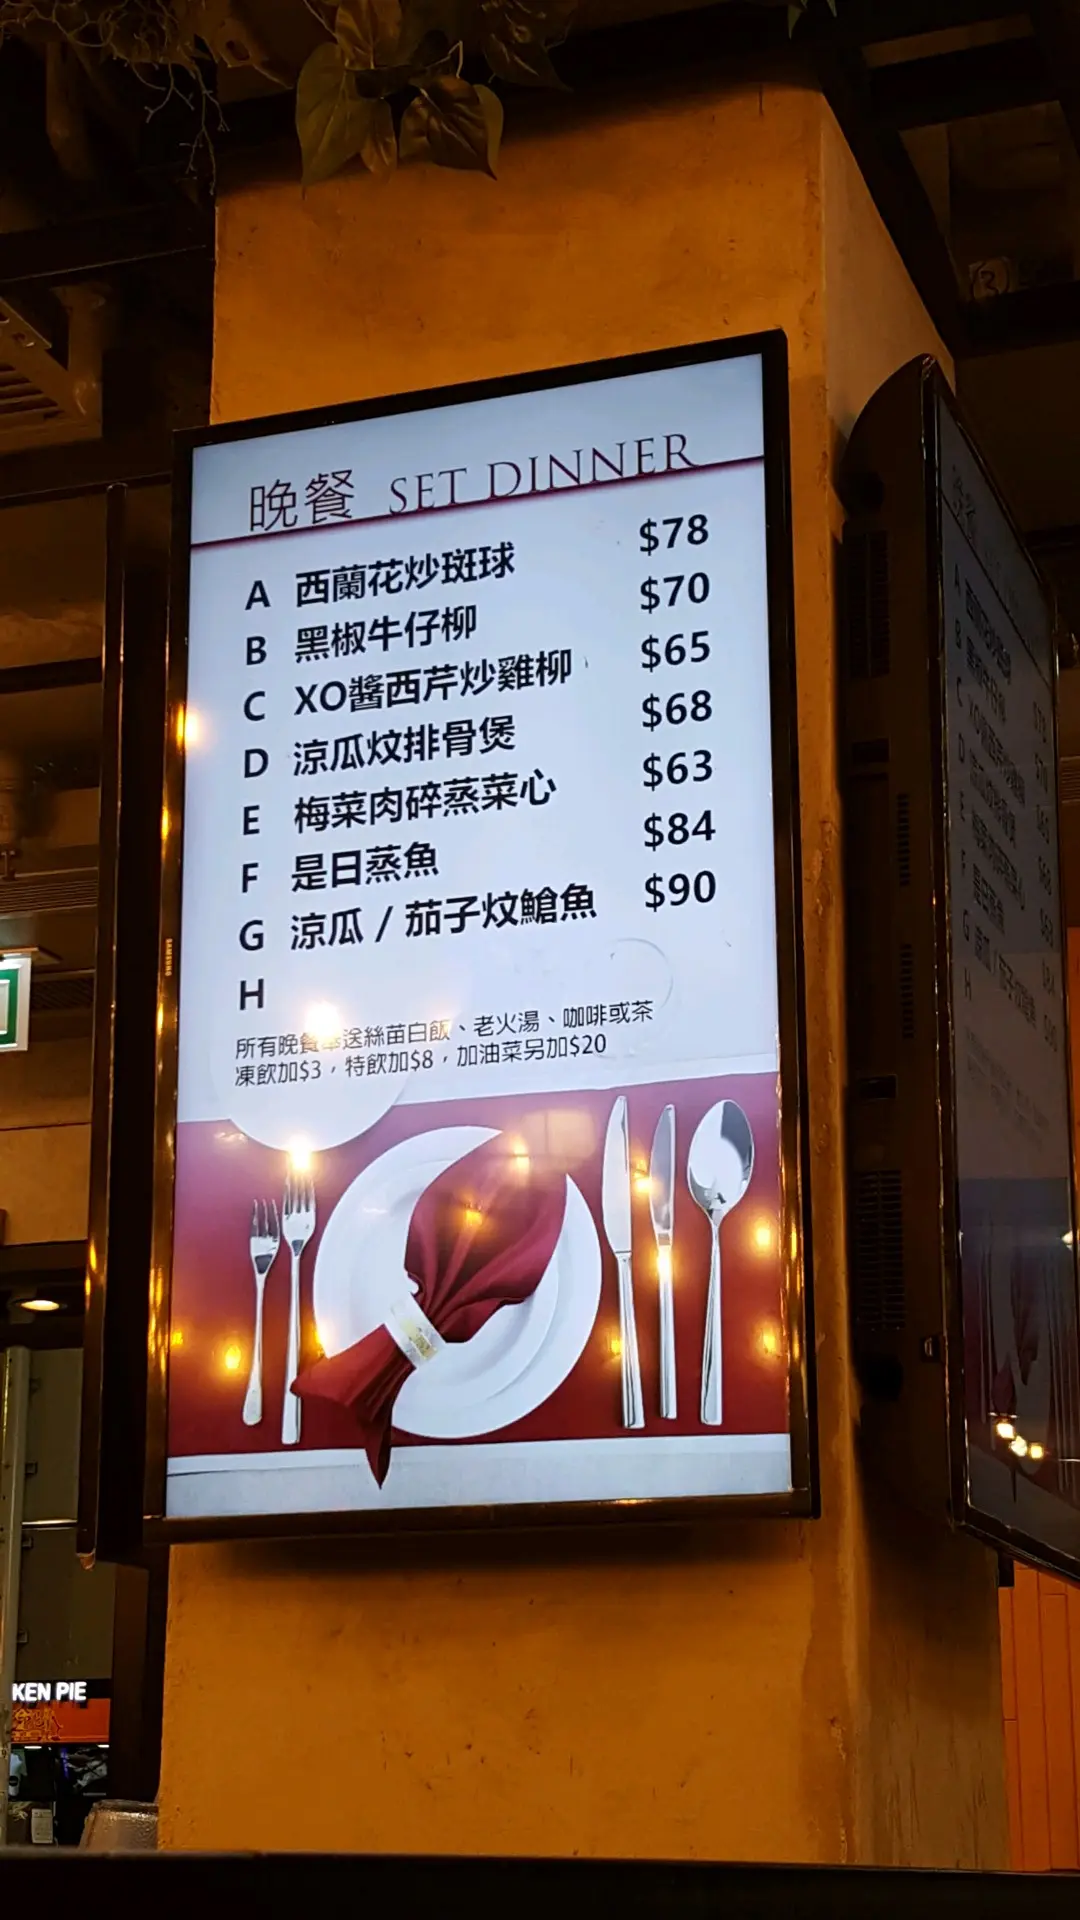 晚餐 SET DINNER
A 西蘭花炒斑球 $78
B 黑椒牛仔柳 $70
C XO醬西芹炒雞柳 $65
D 涼瓜炆排骨煲 $68
E 梅菜肉碎蒸菜心 $63
F 是日蒸魚 $84
G 涼瓜 / 茄子炆鱠魚 $90
H
所有晚餐送絲苗白飯、老火湯、咖啡或茶
凍飲加$3，特飲加$8，加油菜另加$20
SAMSUNG
KEN PIE